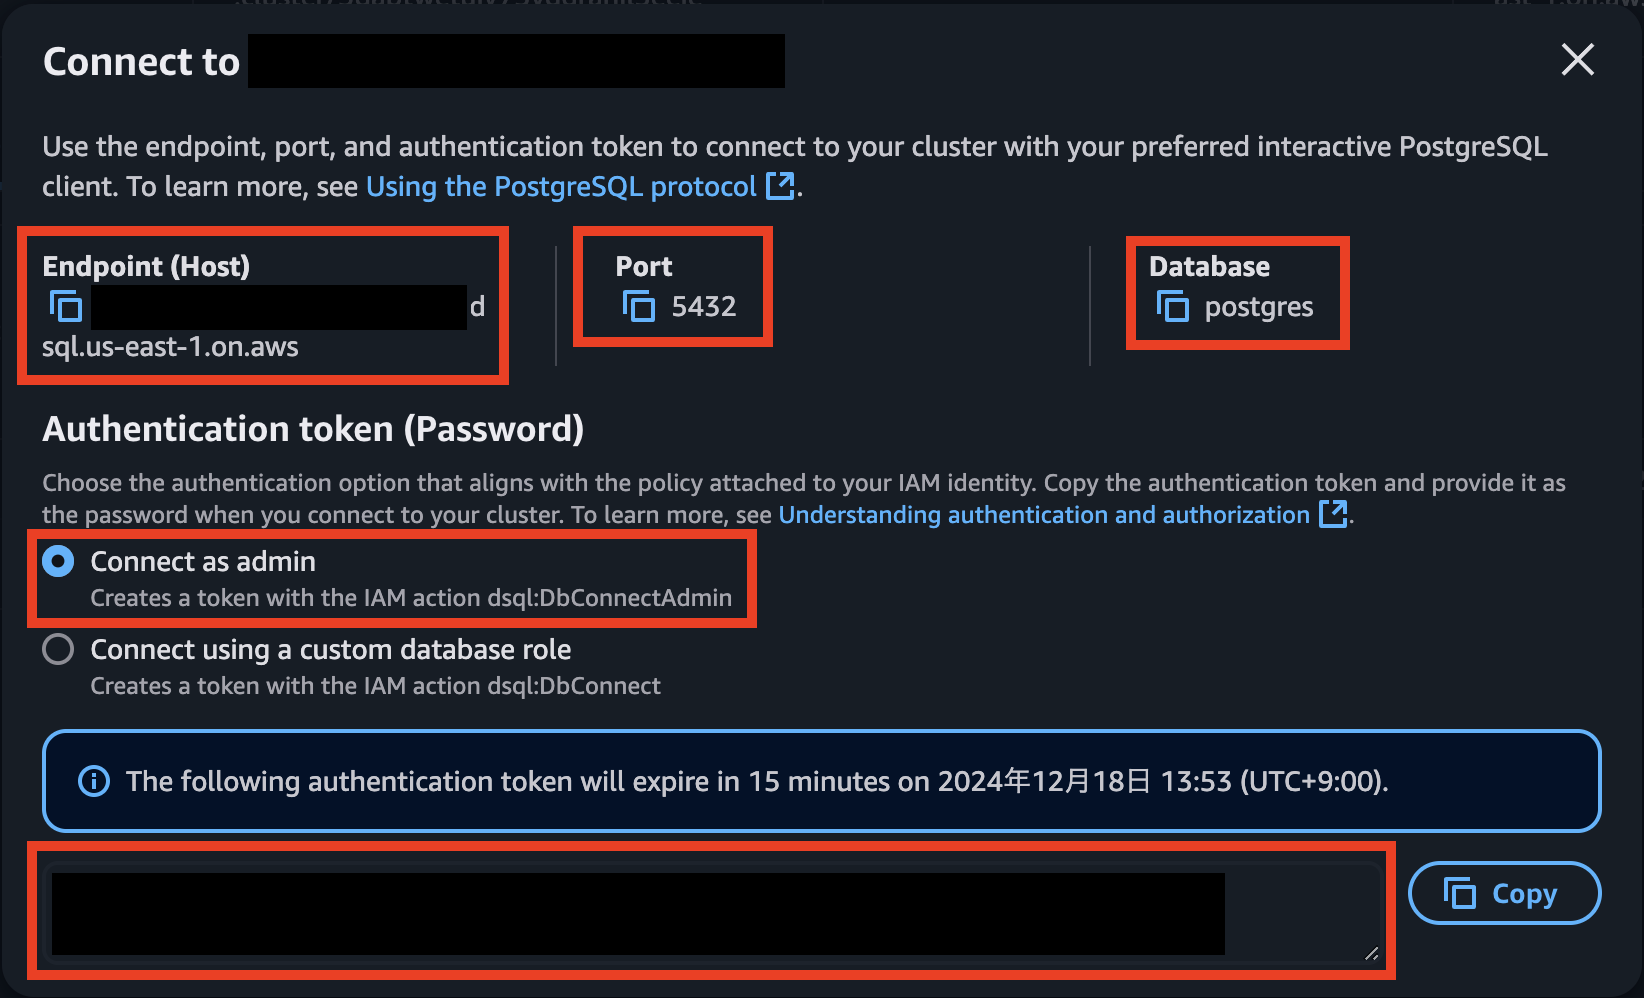 Connect to
Use the endpoint, port, and authentication token to connect to your cluster with your preferred interactive PostgreSQL
client. To learn more, see Using the PostgreSQL protocol.
Endpoint (Host)
d
sql.us-east-1.on.aws
Port
5432
Database
postgres
Authentication token (Password)
Choose the authentication option that aligns with the policy attached to your IAM identity. Copy the authentication token and provide it as
the password when you connect to your cluster. To learn more, see Understanding authentication and authorization.
Connect as admin
Creates a token with the IAM action dsql:DbConnectAdmin
Connect using a custom database role
Creates a token with the IAM action dsql:DbConnect
The following authentication token will expire in 15 minutes on 2024年12月18日 13:53 (UTC+9:00).
Copy